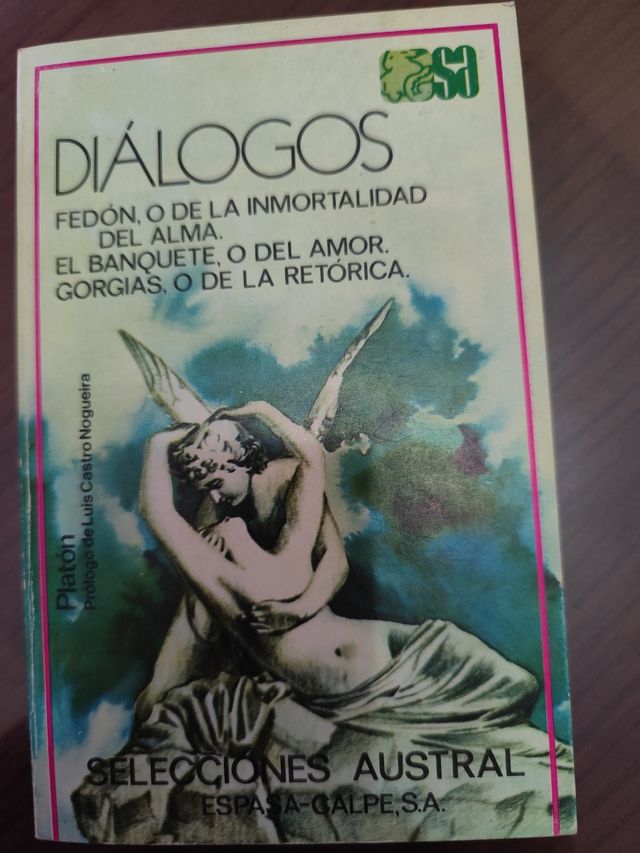 sa
DIÁLOGOS
FEDÓN, O DE LA INMORTALIDAD
DEL ALMA.
EL BANQUETE, O DEL AMOR.
GORGIAS, O DE LA RETÓRICA.
Platón
Prólogo de Luis Castro Nogueira
SELECCIONES AUSTRAL
ESPASA-CALPE, S.A.